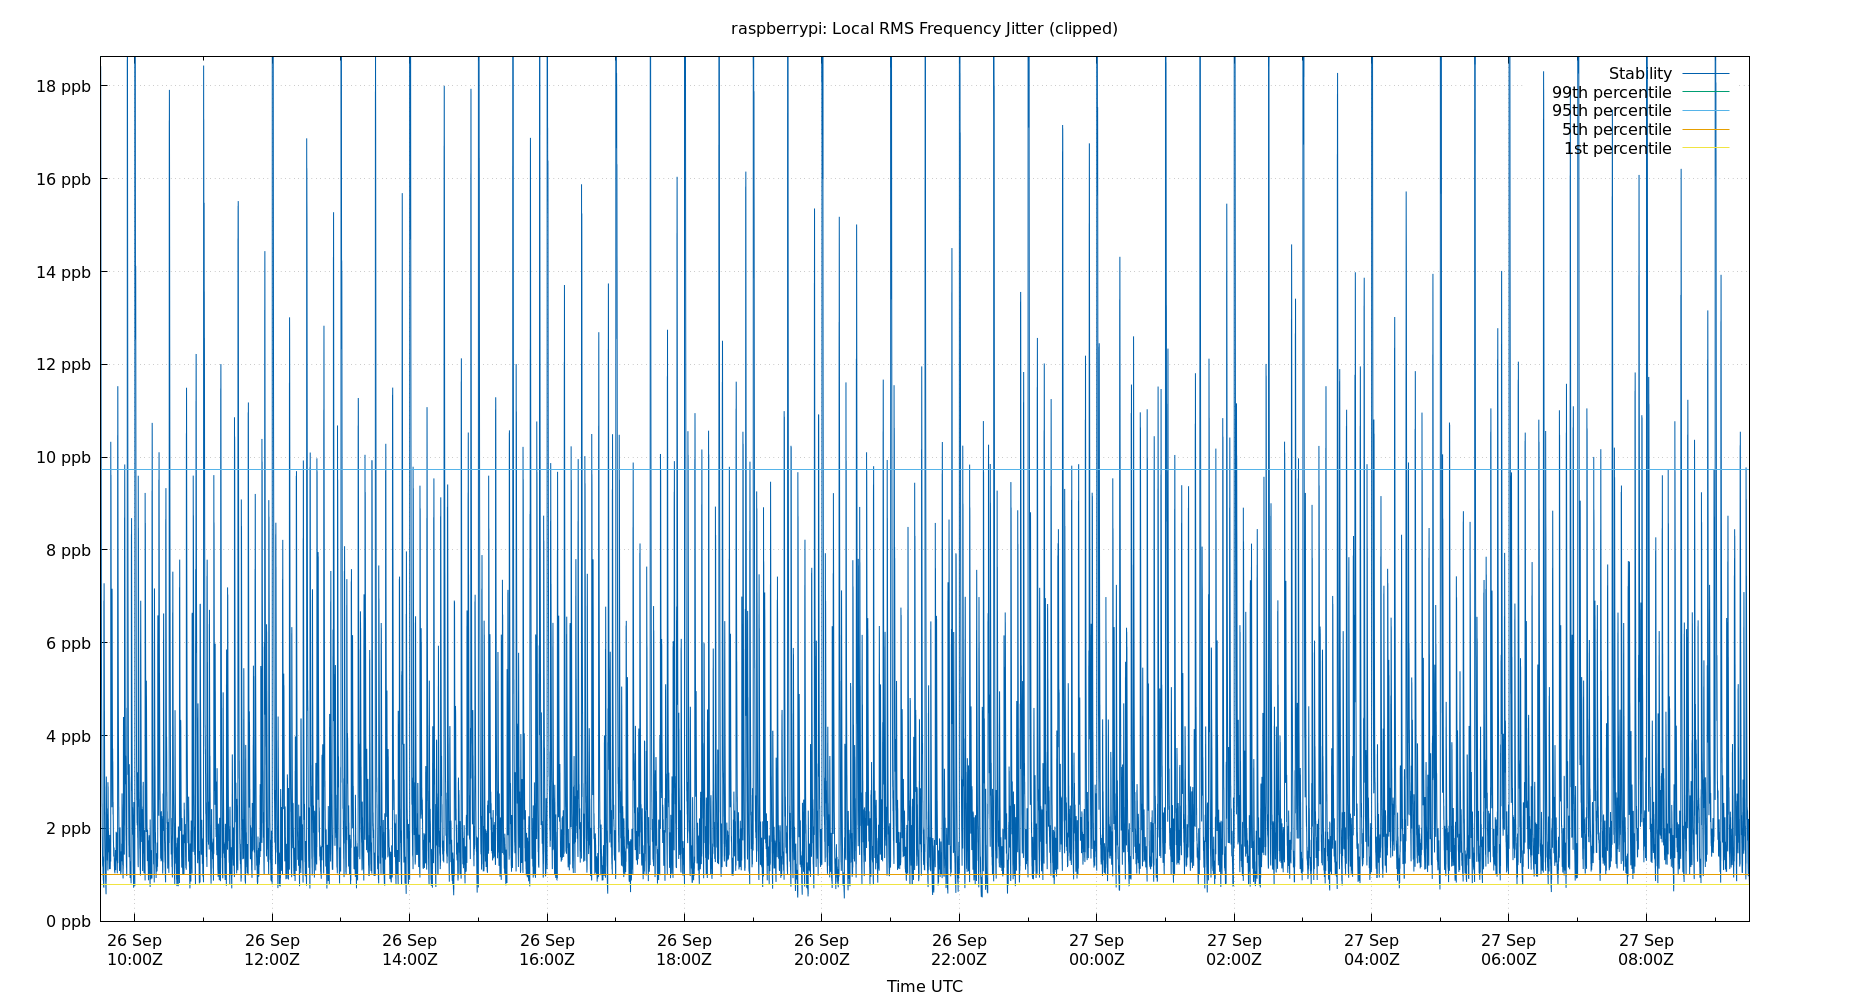 raspberrypi: Local RMS Frequency Jitter (clipped)
Stability
99th percentile
95th percentile
5th percentile
1st percentile
18 ppb
16 ppb
14 ppb
12 ppb
10 ppb
8 ppb
6 ppb
4 ppb
2 ppb
0 ppb
26 Sep 26 Sep 26 Sep 26 Sep 26 Sep 26 Sep 26 Sep 27 Sep 27 Sep 27 Sep 27 Sep 27 Sep
10:00Z 12:00Z 14:00Z 16:00Z 18:00Z 20:00Z 22:00Z 00:00Z 02:00Z 04:00Z 06:00Z 08:00Z
Time UTC